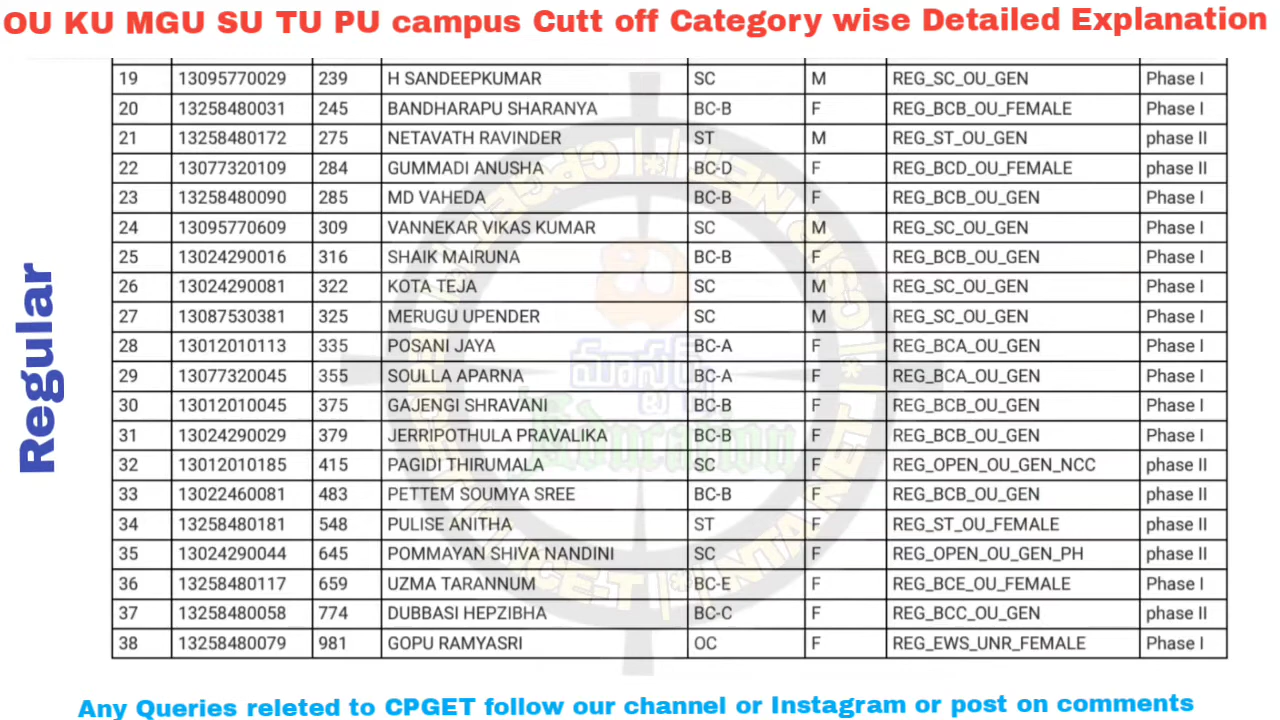 OU KU MGU SU TU PU campus Cutt off Category wise Detailed Explanation
Regular
19 13095770029 239 H SANDEEPKUMAR SC M REG_SC_OU_GEN Phase I
20 13258480031 245 BANDHARAPU SHARANYA BC-B F REG_BCB_OU_FEMALE Phase I
21 13258480172 275 NETAVATH RAVINDER ST M REG_ST_OU_GEN phase II
22 13077320109 284 GUMMADI ANUSHA BC-D F REG_BCD_OU_FEMALE phase II
23 13258480090 285 MD VAHEDA BC-B F REG_BCB_OU_GEN Phase I
24 13095770609 309 VANNEKAR VIKAS KUMAR SC M REG_SC_OU_GEN Phase I
25 13024290016 316 SHAIK MAIRUNA BC-B F REG_BCB_OU_GEN Phase I
26 13024290081 322 KOTA TEJA SC M REG_SC_OU_GEN Phase I
27 13087530381 325 MERUGU UPENDER SC M REG_SC_OU_GEN Phase I
28 13012010113 335 POSANI JAYA BC-A F REG_BCA_OU_GEN Phase I
29 13077320045 355 SOULLA APARNA BC-A F REG_BCA_OU_GEN Phase I
30 13012010045 375 GAJENGI SHRAVANI BC-B F REG_BCB_OU_GEN Phase I
31 13024290029 379 JERRIPOTHULA PRAVALIKA BC-B F REG_BCB_OU_GEN Phase I
32 13012010185 415 PAGIDI THIRUMALA SC F REG_OPEN_OU_GEN_NCC phase II
33 13022460081 483 PETTEM SOUMYA SREE BC-B F REG_BCB_OU_GEN phase II
34 13258480181 548 PULISE ANITHA ST F REG_ST_OU_FEMALE phase II
35 13024290044 645 POMMAYAN SHIVA NANDINI SC F REG_OPEN_OU_GEN_PH phase II
36 13258480117 659 UZMA TARANNUM BC-E F REG_BCE_OU_FEMALE Phase I
37 13258480058 774 DUBBASI HEPZIBHA BC-C F REG_BCC_OU_GEN phase II
38 13258480079 981 GOPU RAMYASRI OC F REG_EWS_UNR_FEMALE Phase I
Education
Any Queries releted to CPGET follow our channel or Instagram or post on comments